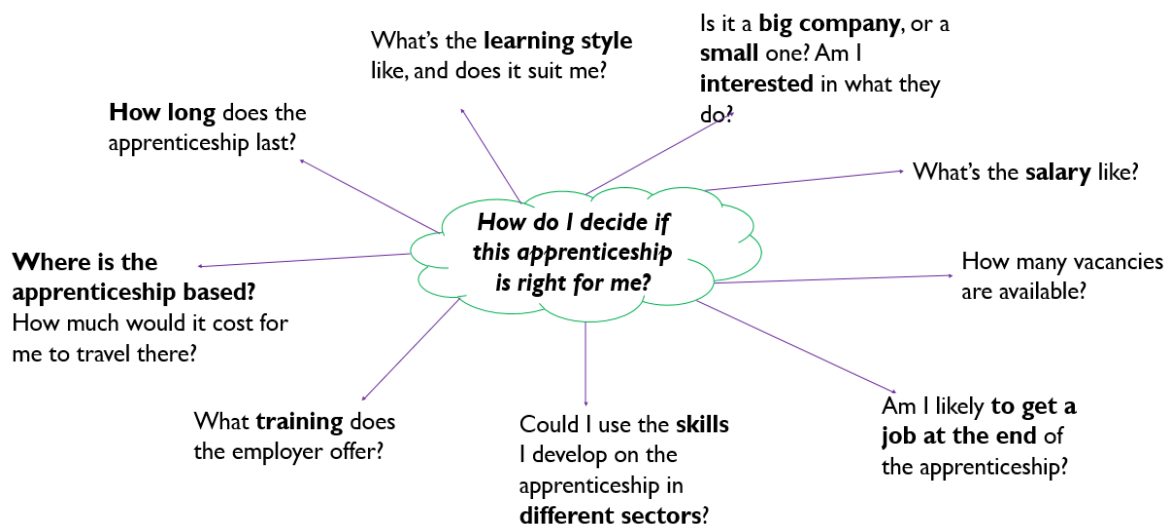 What's the learning style
like, and does it suit me?
Is it a big company, or a
small one? Am I
interested in what they
do?
How long does the
apprenticeship last?
What's the salary like?
How do I decide if
this apprenticeship
is right for me?
Where is the
apprenticeship based?
How much would it cost for
me to travel there?
How many vacancies
are available?
What training does
the employer offer?
Could I use the skills
I develop on the
apprenticeship in
different sectors?
Am I likely to get a
job at the end of
the apprenticeship?